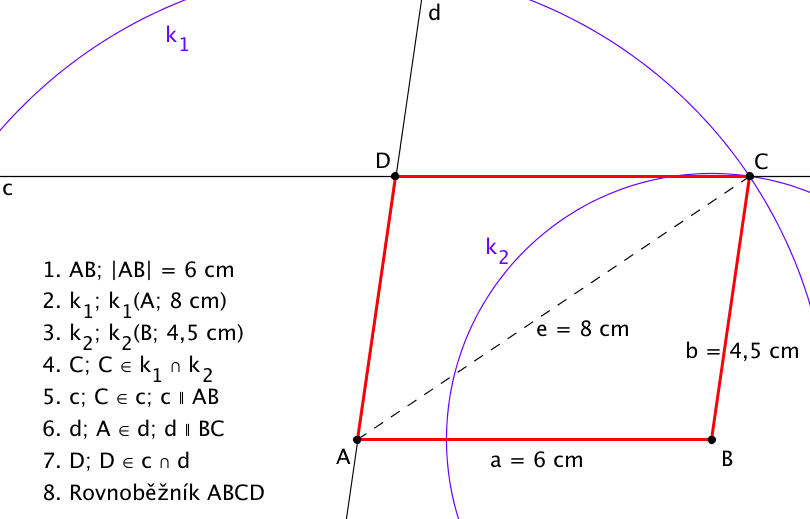 d
k₁
D
C
c
k₂
1. AB; |AB| = 6 cm
2. k₁; k₁(A; 8 cm)
3. k₂; k₂(B; 4,5 cm)
4. C; C ∈ k₁ ∩ k₂
5. c; C ∈ c; c ∥ AB
6. d; A ∈ d; d ∥ BC
7. D; D ∈ c ∩ d
8. Rovnoběžník ABCD
e = 8 cm
b = 4,5 cm
A
a = 6 cm
B